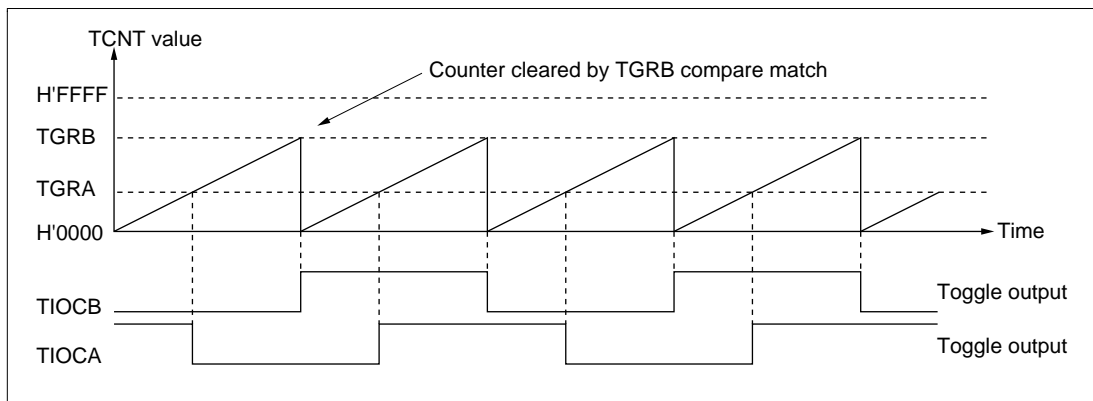 TCNT value
Counter cleared by TGRB compare match
H'FFFF
TGRB
TGRA
H'0000
Time
TIOCB
Toggle output
TIOCA
Toggle output